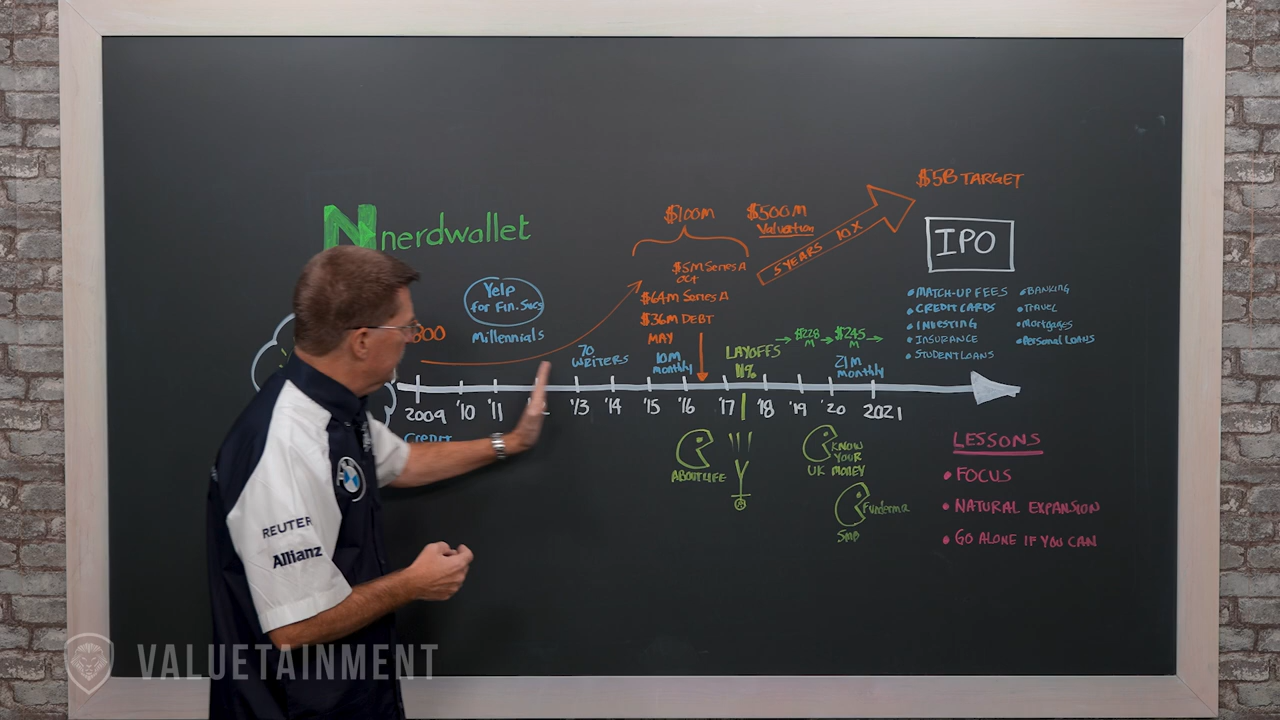 nerdwallet
Yelp
for Fin. Svcs
Millennials
70
WRITERS
$100M
$5M Series A
OCT
$64M Series A
$36M DEBT
MAY
10M
monthly
$500M
Valuation
5 YEARS 10X
$5B TARGET
IPO
• MATCH-UP FEES
• CREDIT CARDS
• INVESTING
• INSURANCE
• STUDENT LOANS
• BANKING
• TRAVEL
• Mortgages
• Personal Loans
LAYOFFS
11%
$228
M
$245
M
21M
monthly
2009 '10 '11 '13 '14 '15 '16 '17 '18 '19 '20 2021
CREDIT
ABOUTLIFE
KNOW
YOUR
UK MONEY
Fundera
SMB
LESSONS
• FOCUS
• NATURAL EXPANSION
• GO ALONE IF YOU CAN
REUTER
Allianz
VALUETAINMENT